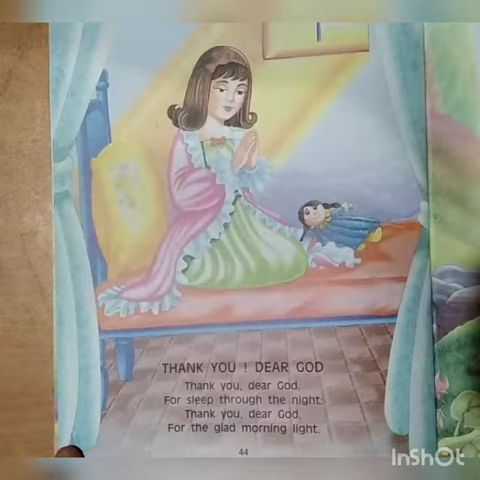 THANK YOU ! DEAR GOD
Thank you, dear God,
For sleep through the night;
Thank you, dear God,
For the glad morning light.
44
InShOt